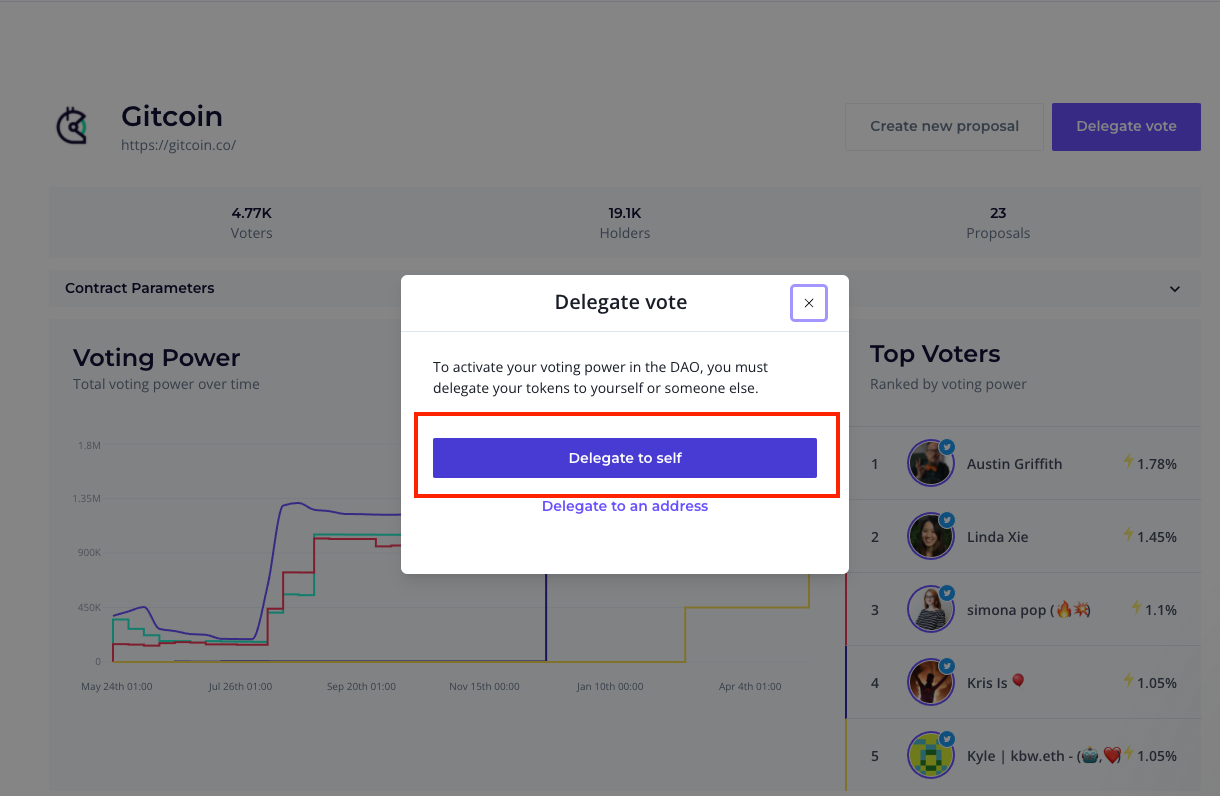 Gitcoin
https://gitcoin.co/
Create new proposal
Delegate vote
4.77K
Voters
19.1K
Holders
23
Proposals
Contract Parameters
Delegate vote
To activate your voting power in the DAO, you must
delegate your tokens to yourself or someone else.
Delegate to self
Delegate to an address
Voting Power
Total voting power over time
1.8M
1.35M
900K
450K
0
May 24th 01:00
Jul 26th 01:00
Sep 20th 01:00
Nov 15th 00:00
Jan 10th 00:00
Apr 4th 01:00
Top Voters
Ranked by voting power
1 Austin Griffith ⚡1.78%
2 Linda Xie ⚡1.45%
3 simona pop (🔥💥) ⚡1.1%
4 Kris Is 🎈 ⚡1.05%
5 Kyle | kbw.eth - (🤖,❤️ ⚡1.05%